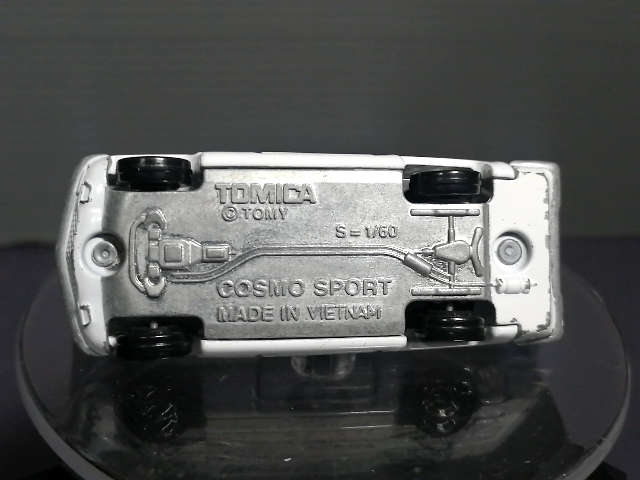 TOMICA
© TOMY
S = 1/60
COSMO SPORT
MADE IN VIETNAM